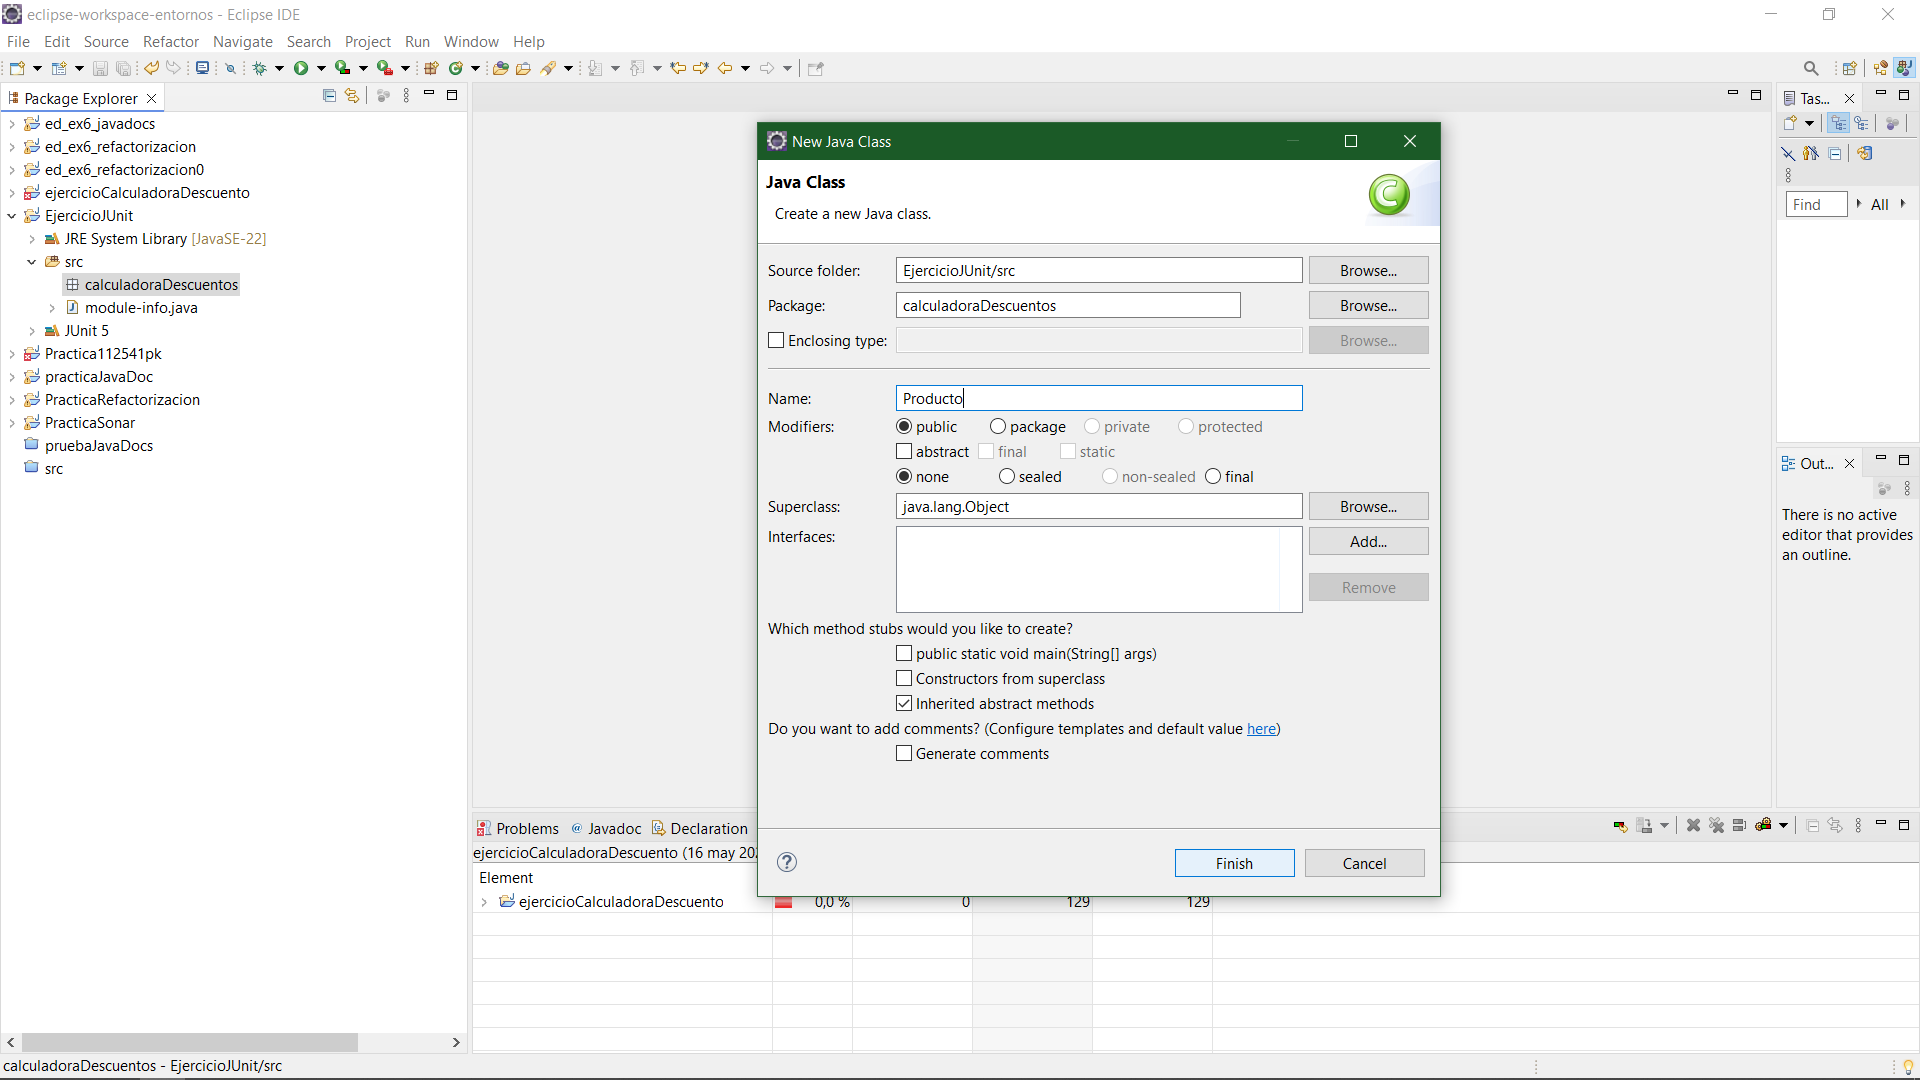 eclipse-workspace-entornos - Eclipse IDE
File Edit Source Refactor Navigate Search Project Run Window Help
Package Explorer
ed_ex6_javadocs
ed_ex6_refactorizacion
ed_ex6_refactorizacion0
ejercicioCalculadoraDescuento
EjercicioJUnit
JRE System Library [JavaSE-22]
src
calculadoraDescuentos
module-info.java
JUnit 5
Practica112541pk
practicaJavaDoc
PracticaRefactorizacion
PracticaSonar
pruebaJavaDocs
src
New Java Class
Java Class
Create a new Java class.
Source folder: EjercicioJUnit/src Browse...
Package: calculadoraDescuentos Browse...
Enclosing type: Browse...
Name: Producto
Modifiers: public package private protected
abstract final static
none sealed non-sealed final
Superclass: java.lang.Object Browse...
Interfaces: Add...
Remove
Which method stubs would you like to create?
public static void main(String[] args)
Constructors from superclass
Inherited abstract methods
Do you want to add comments? (Configure templates and default value here)
Generate comments
Finish Cancel
Tas...
Find All
Out...
There is no active
editor that provides
an outline.
Problems Javadoc Declaration
ejercicioCalculadoraDescuento (16 may 202
Element
ejercicioCalculadoraDescuento 0,0 % 0 129 129
calculadoraDescuentos - EjercicioJUnit/src